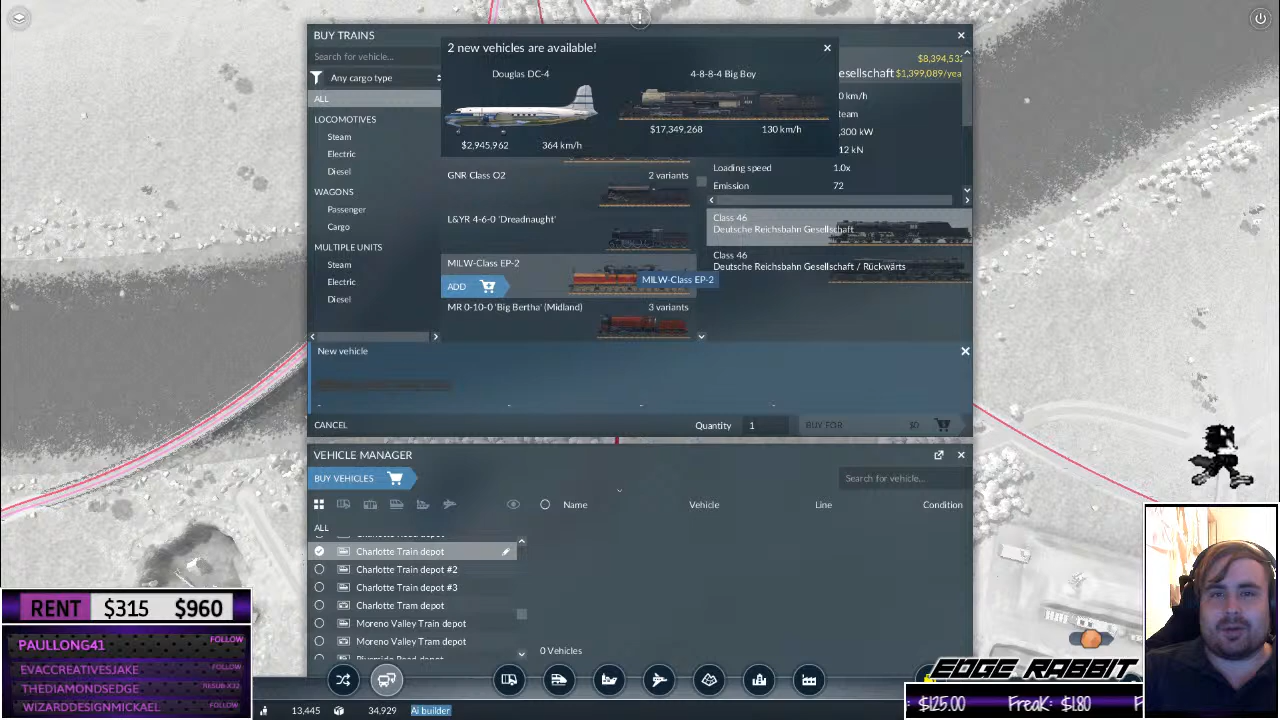 BUY TRAINS
Search for vehicle...
Any cargo type
ALL
LOCOMOTIVES
Steam
Electric
Diesel
WAGONS
Passenger
Cargo
MULTIPLE UNITS
Steam
Electric
Diesel
2 new vehicles are available!
Douglas DC-4
4-8-8-4 Big Boy
$2,945,962 364 km/h
$17,349,268 130 km/h
$8,394,532
esellschaft $1,399,089/yea
0 km/h
team
,300 kW
12 kN
Loading speed 1.0x
Emission 72
GNR Class O2 2 variants
L&YR 4-6-0 'Dreadnaught'
MILW-Class EP-2
ADD
MILW-Class EP-2
MR 0-10-0 'Big Bertha' (Midland) 3 variants
Class 46
Deutsche Reichsbahn Gesellschaft
Class 46
Deutsche Reichsbahn Gesellschaft / Rückwärts
New vehicle
CANCEL
Quantity 1
BUY FOR $0
VEHICLE MANAGER
BUY VEHICLES
Search for vehicle...
Name Vehicle Line Condition
ALL
Charlotte Train depot
Charlotte Train depot #2
Charlotte Train depot #3
Charlotte Tram depot
Moreno Valley Train depot
Moreno Valley Tram depot
0 Vehicles
13,445 34,929 Ai builder
RENT $315 $960
PAULLONG41 FOLLOW
EVACCREATIVESJAKE FOLLOW
THEDIAMONDSEDGE RESUB X32
WIZARDDESIGNMICKAEL FOLLOW
EDGE RABBIT
: $125.00 FreaK: $1.80 F